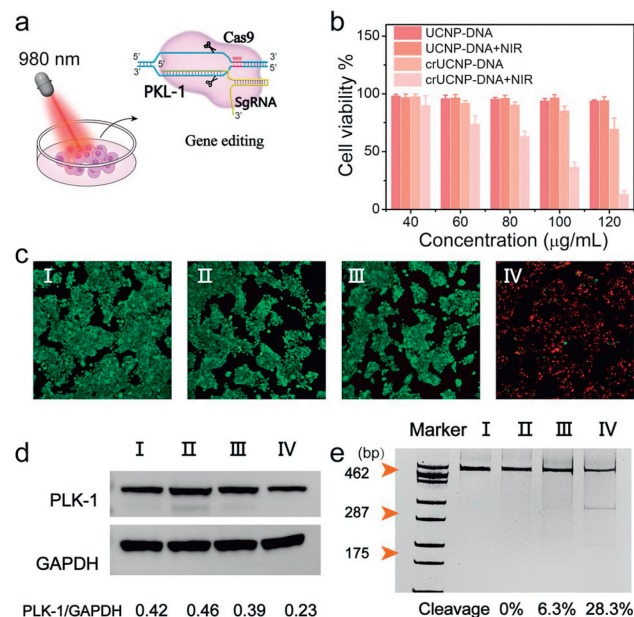 a
980 nm
Cas9
5'
3'
NGG
3'
5'
PKL-1
SgRNA
3'
Gene editing
b
Cell viability %
150
100
50
0
UCNP-DNA
UCNP-DNA+NIR
crUCNP-DNA
crUCNP-DNA+NIR
40 60 80 100 120
Concentration (μg/mL)
c
I II III IV
d
I II III IV
PLK-1
GAPDH
PLK-1/GAPDH 0.42 0.46 0.39 0.23
e
Marker I II III IV
(bp)
462
287
175
Cleavage 0% 6.3% 28.3%